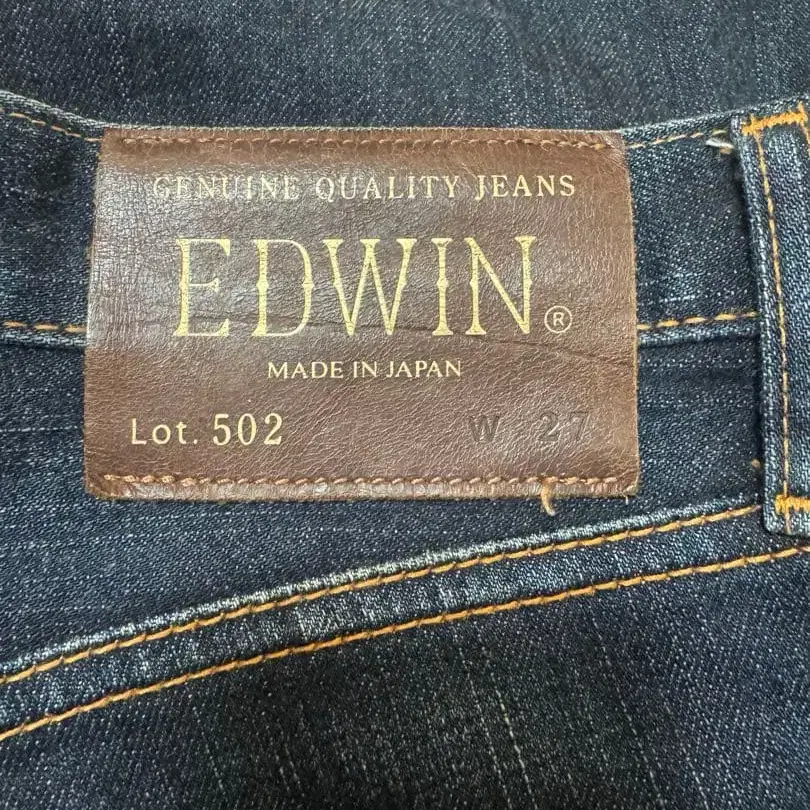 GENUINE QUALITY JEANS
EDWIN®
MADE IN JAPAN
Lot. 502 W 27